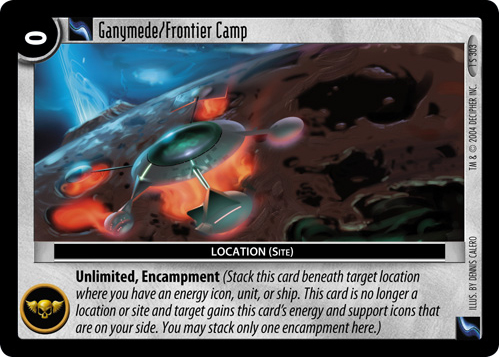 0
Ganymede/Frontier Camp
1 S 303
TM & © 2004 DECIPHER INC.
LOCATION (SITE)
Unlimited, Encampment (Stack this card beneath target location
where you have an energy icon, unit, or ship. This card is no longer a
location or site and target gains this card's energy and support icons that
are on your side. You may stack only one encampment here.)
ILLUS. BY DENNIS CALERO